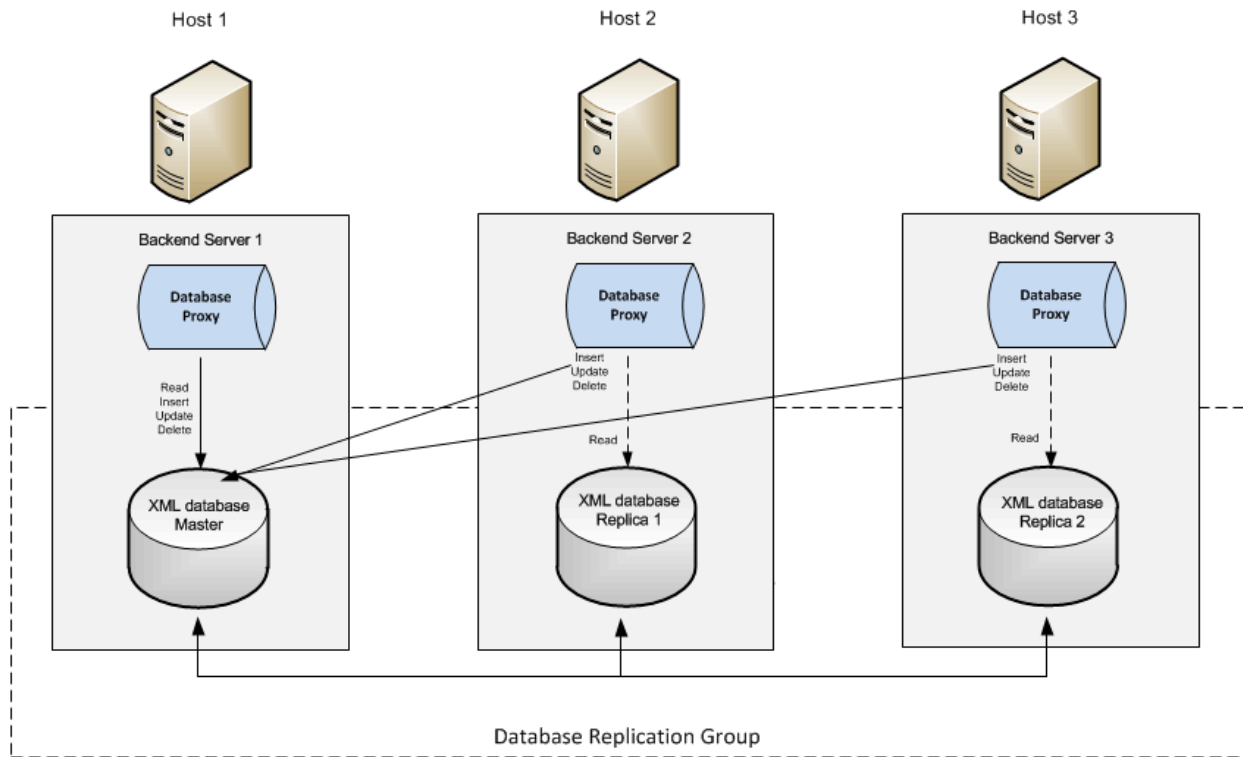 Host 1
Host 2
Host 3
Backend Server 1
Backend Server 2
Backend Server 3
Database
Proxy
Database
Proxy
Database
Proxy
Read
Insert
Update
Delete
Insert
Update
Delete
Read
Insert
Update
Delete
Read
XML database
Master
XML database
Replica 1
XML database
Replica 2
Database Replication Group